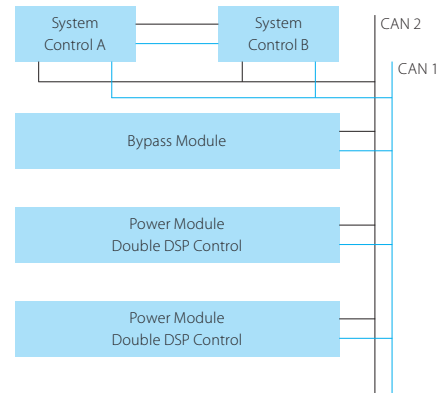 System
Control A
System
Control B
CAN 2
CAN 1
Bypass Module
Power Module
Double DSP Control
Power Module
Double DSP Control